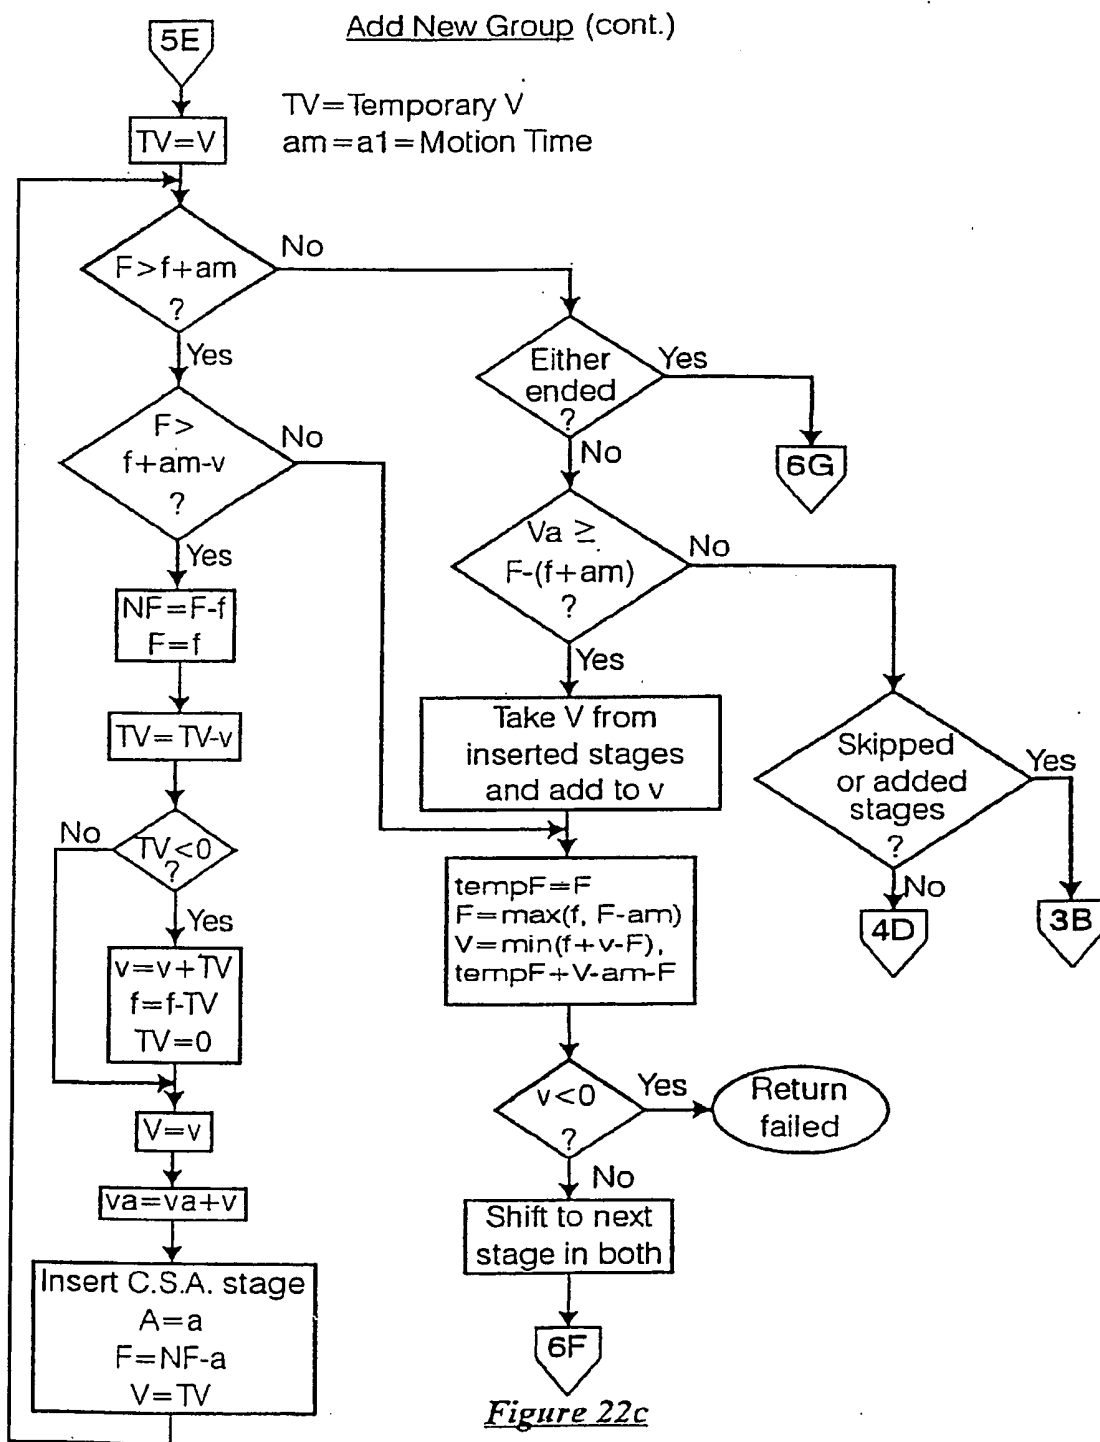 Add New Group (cont.)
5E
TV=Temporary V
am=a1=Motion Time
TV=V
F>f+am
?
No
Yes
F>
f+am-v
?
No
Yes
NF=F-f
F=f
TV=TV-v
TV<0
?
No
Yes
v=v+TV
f=f-TV
TV=0
V=v
va=va+v
Insert C.S.A. stage
A=a
F=NF-a
V=TV
Either
ended
?
Yes
6G
No
Va ≥
F-(f+am)
?
No
Yes
Take V from
inserted stages
and add to v
Skipped
or added
stages
?
Yes
No
4D
3B
tempF=F
F=max(f, F-am)
V=min(f+v-F),
tempF+V-am-F
v<0
?
Yes
Return
failed
No
Shift to next
stage in both
6F
Figure 22c